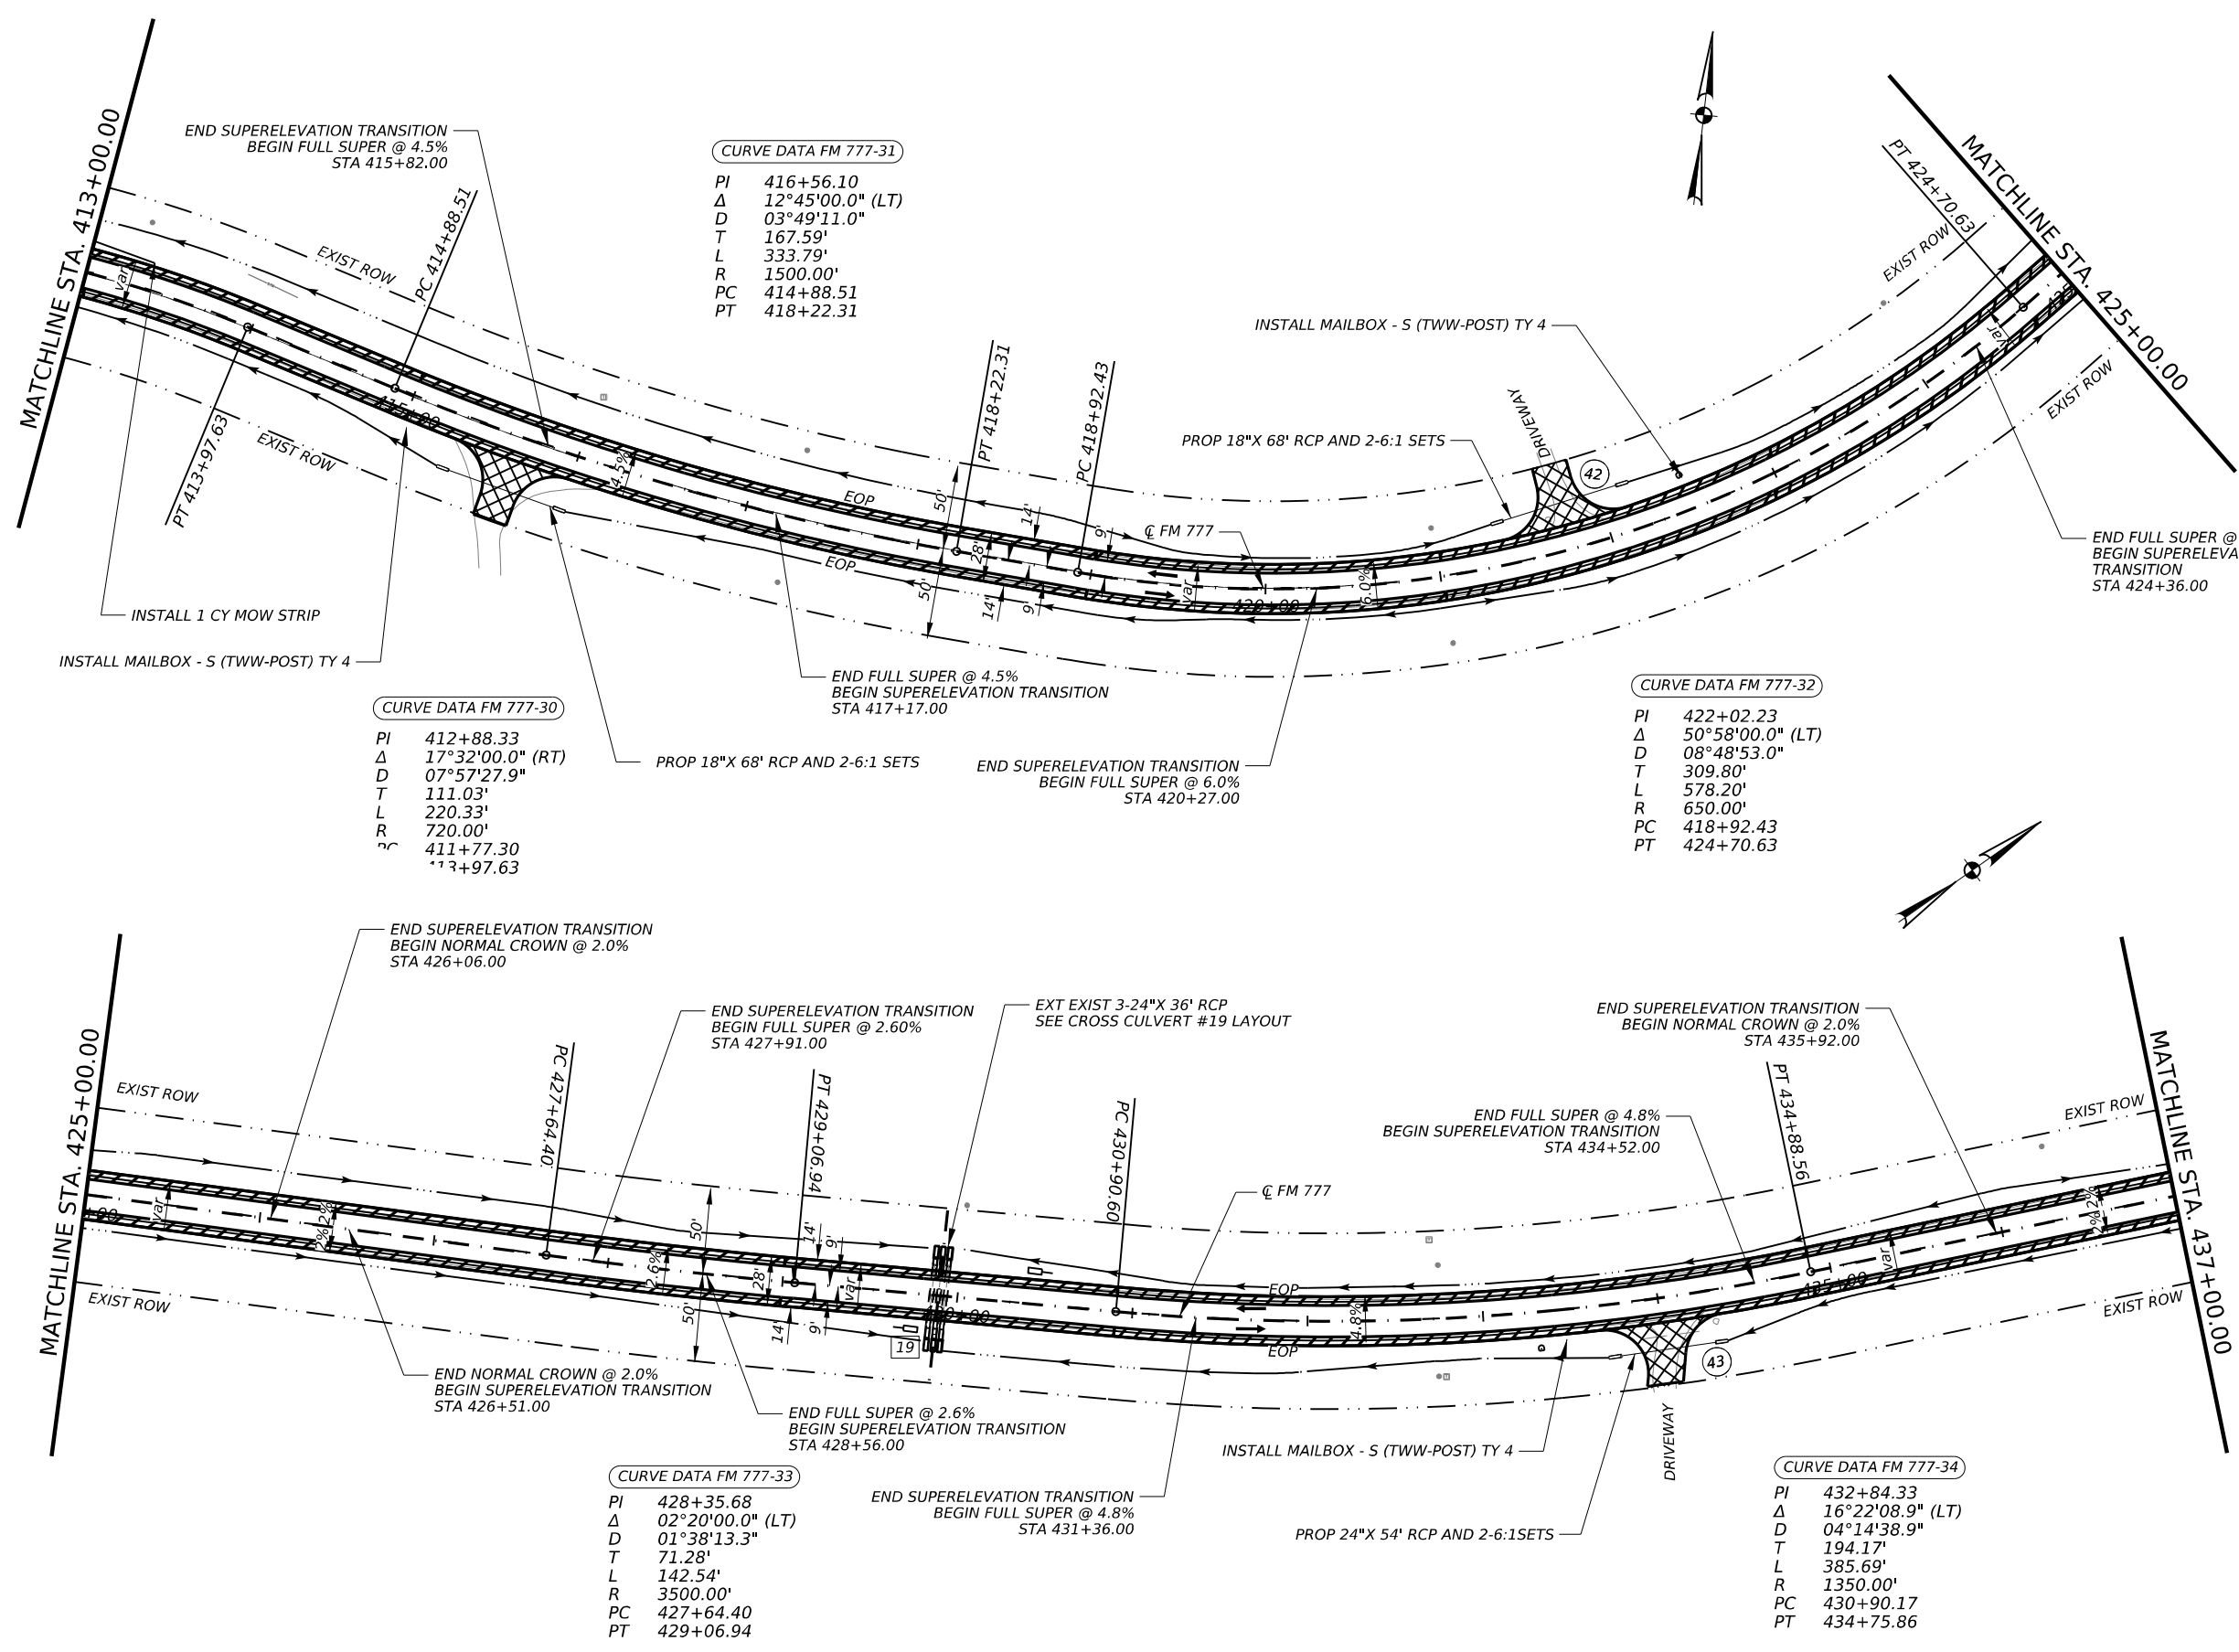 MATCHLINE STA. 413+00.00
END SUPERELEVATION TRANSITION
BEGIN FULL SUPER @ 4.5%
STA 415+82.00
CURVE DATA FM 777-31
PI 416+56.10
Δ 12°45'00.0" (LT)
D 03°49'11.0"
T 167.59'
L 333.79'
R 1500.00'
PC 414+88.51
PT 418+22.31
MATCHLINE STA. 425+00.00
PT 424+70.63
EXIST ROW
EXIST ROW
PC 414+88.51
EXIST ROW
EXIST ROW
var
PT 413+97.63
415+00
4.5%
INSTALL MAILBOX - S (TWW-POST) TY 4
DRIVEWAY
PROP 18"X 68' RCP AND 2-6:1 SETS
42
PT 418+22.31
PC 418+92.43
EOP
EOP
50'
50'
28'
14'
14'
9'
9'
℄ FM 777
var
420+00
6.0%
var
425
END FULL SUPER @
BEGIN SUPERELEVA
TRANSITION
STA 424+36.00
INSTALL 1 CY MOW STRIP
INSTALL MAILBOX - S (TWW-POST) TY 4
END FULL SUPER @ 4.5%
BEGIN SUPERELEVATION TRANSITION
STA 417+17.00
PROP 18"X 68' RCP AND 2-6:1 SETS
END SUPERELEVATION TRANSITION
BEGIN FULL SUPER @ 6.0%
STA 420+27.00
CURVE DATA FM 777-30
PI 412+88.33
Δ 17°32'00.0" (RT)
D 07°57'27.9"
T 111.03'
L 220.33'
R 720.00'
PC 411+77.30
413+97.63
CURVE DATA FM 777-32
PI 422+02.23
Δ 50°58'00.0" (LT)
D 08°48'53.0"
T 309.80'
L 578.20'
R 650.00'
PC 418+92.43
PT 424+70.63
MATCHLINE STA. 425+00.00
END SUPERELEVATION TRANSITION
BEGIN NORMAL CROWN @ 2.0%
STA 426+06.00
END SUPERELEVATION TRANSITION
BEGIN FULL SUPER @ 2.60%
STA 427+91.00
EXT EXIST 3-24"X 36' RCP
SEE CROSS CULVERT #19 LAYOUT
END SUPERELEVATION TRANSITION
BEGIN NORMAL CROWN @ 2.0%
STA 435+92.00
END FULL SUPER @ 4.8%
BEGIN SUPERELEVATION TRANSITION
STA 434+52.00
MATCHLINE STA. 437+00.00
EXIST ROW
EXIST ROW
EXIST ROW
EXIST ROW
PC 427+64.40
PT 429+06.94
PC 430+90.60
PT 434+88.56
+00
var
2%
2%
2.6%
50'
50'
28'
14'
14'
9'
9'
var
19
℄ FM 777
EOP
EOP
4.8%
435+00
var
2%
2%
43
DRIVEWAY
END NORMAL CROWN @ 2.0%
BEGIN SUPERELEVATION TRANSITION
STA 426+51.00
END FULL SUPER @ 2.6%
BEGIN SUPERELEVATION TRANSITION
STA 428+56.00
INSTALL MAILBOX - S (TWW-POST) TY 4
END SUPERELEVATION TRANSITION
BEGIN FULL SUPER @ 4.8%
STA 431+36.00
PROP 24"X 54' RCP AND 2-6:1SETS
CURVE DATA FM 777-33
PI 428+35.68
Δ 02°20'00.0" (LT)
D 01°38'13.3"
T 71.28'
L 142.54'
R 3500.00'
PC 427+64.40
PT 429+06.94
CURVE DATA FM 777-34
PI 432+84.33
Δ 16°22'08.9" (LT)
D 04°14'38.9"
T 194.17'
L 385.69'
R 1350.00'
PC 430+90.17
PT 434+75.86